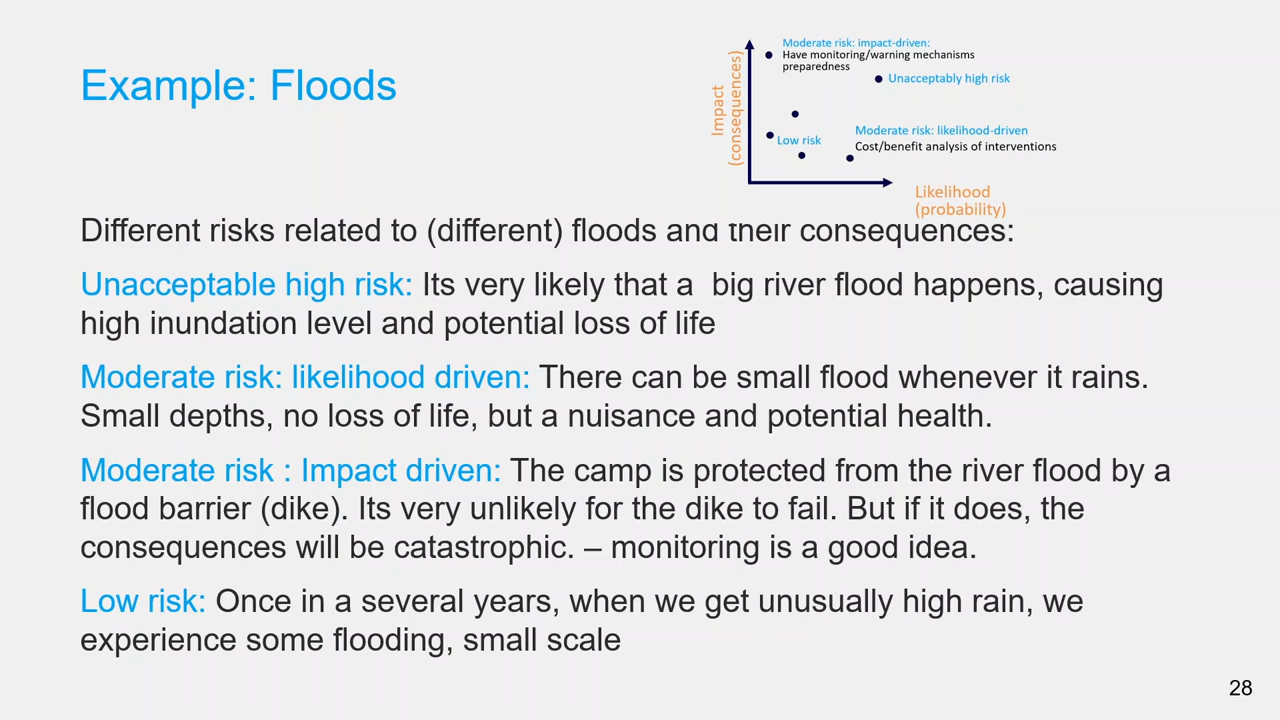 Example: Floods
Moderate risk: impact-driven:
Have monitoring/warning mechanisms
preparedness
Unacceptably high risk
Impact
(consequences)
Low risk
Moderate risk: likelihood-driven
Cost/benefit analysis of interventions
Likelihood
(probability)
Different risks related to (different) floods and their consequences:
Unacceptable high risk: Its very likely that a  big river flood happens, causing
high inundation level and potential loss of life
Moderate risk: likelihood driven: There can be small flood whenever it rains.
Small depths, no loss of life, but a nuisance and potential health.
Moderate risk : Impact driven: The camp is protected from the river flood by a
flood barrier (dike). Its very unlikely for the dike to fail. But if it does, the
consequences will be catastrophic. – monitoring is a good idea.
Low risk: Once in a several years, when we get unusually high rain, we
experience some flooding, small scale
28